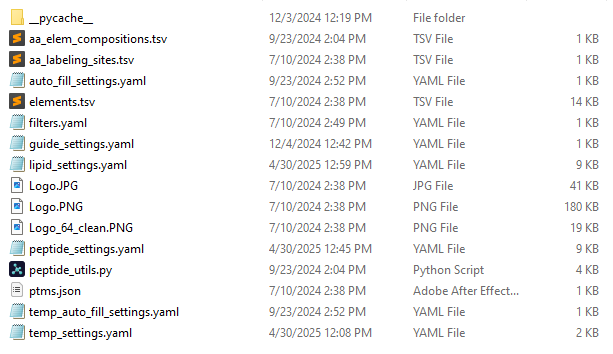 __pycache__ 12/3/2024 12:19 PM File folder
aa_elem_compositions.tsv 9/23/2024 2:04 PM TSV File 1 KB
aa_labeling_sites.tsv 7/10/2024 2:38 PM TSV File 1 KB
auto_fill_settings.yaml 9/23/2024 2:52 PM YAML File 1 KB
elements.tsv 7/10/2024 2:38 PM TSV File 14 KB
filters.yaml 7/10/2024 2:49 PM YAML File 1 KB
guide_settings.yaml 12/4/2024 12:42 PM YAML File 1 KB
lipid_settings.yaml 4/30/2025 12:59 PM YAML File 9 KB
Logo.JPG 7/10/2024 2:38 PM JPG File 41 KB
Logo.PNG 7/10/2024 2:38 PM PNG File 180 KB
Logo_64_clean.PNG 7/10/2024 2:38 PM PNG File 19 KB
peptide_settings.yaml 4/30/2025 12:45 PM YAML File 9 KB
peptide_utils.py 9/23/2024 2:04 PM Python Script 4 KB
ptms.json 7/10/2024 2:38 PM Adobe After Effect... 1 KB
temp_auto_fill_settings.yaml 9/23/2024 2:52 PM YAML File 1 KB
temp_settings.yaml 4/30/2025 12:08 PM YAML File 2 KB